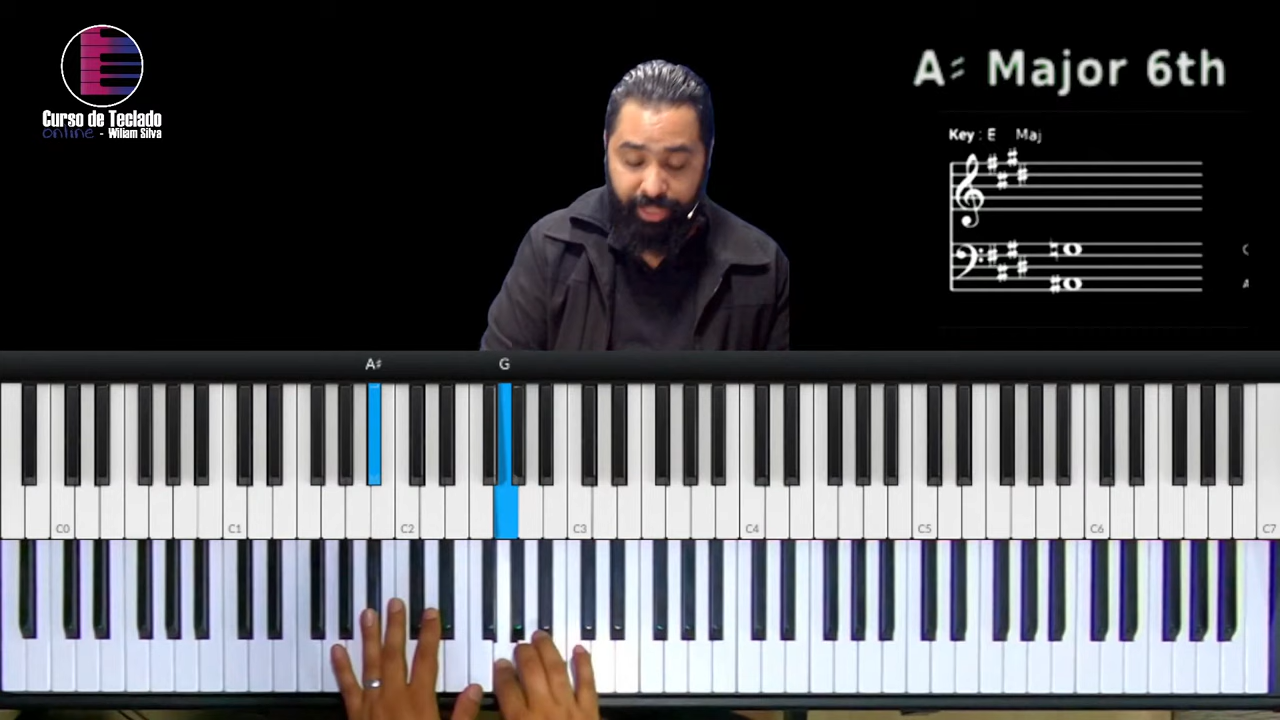 Curso de Teclado
online - Wiliam Silva
A♯ Major 6th
Key : E Maj
A♯
G
C0
C1
C2
C3
C4
C5
C6
C7